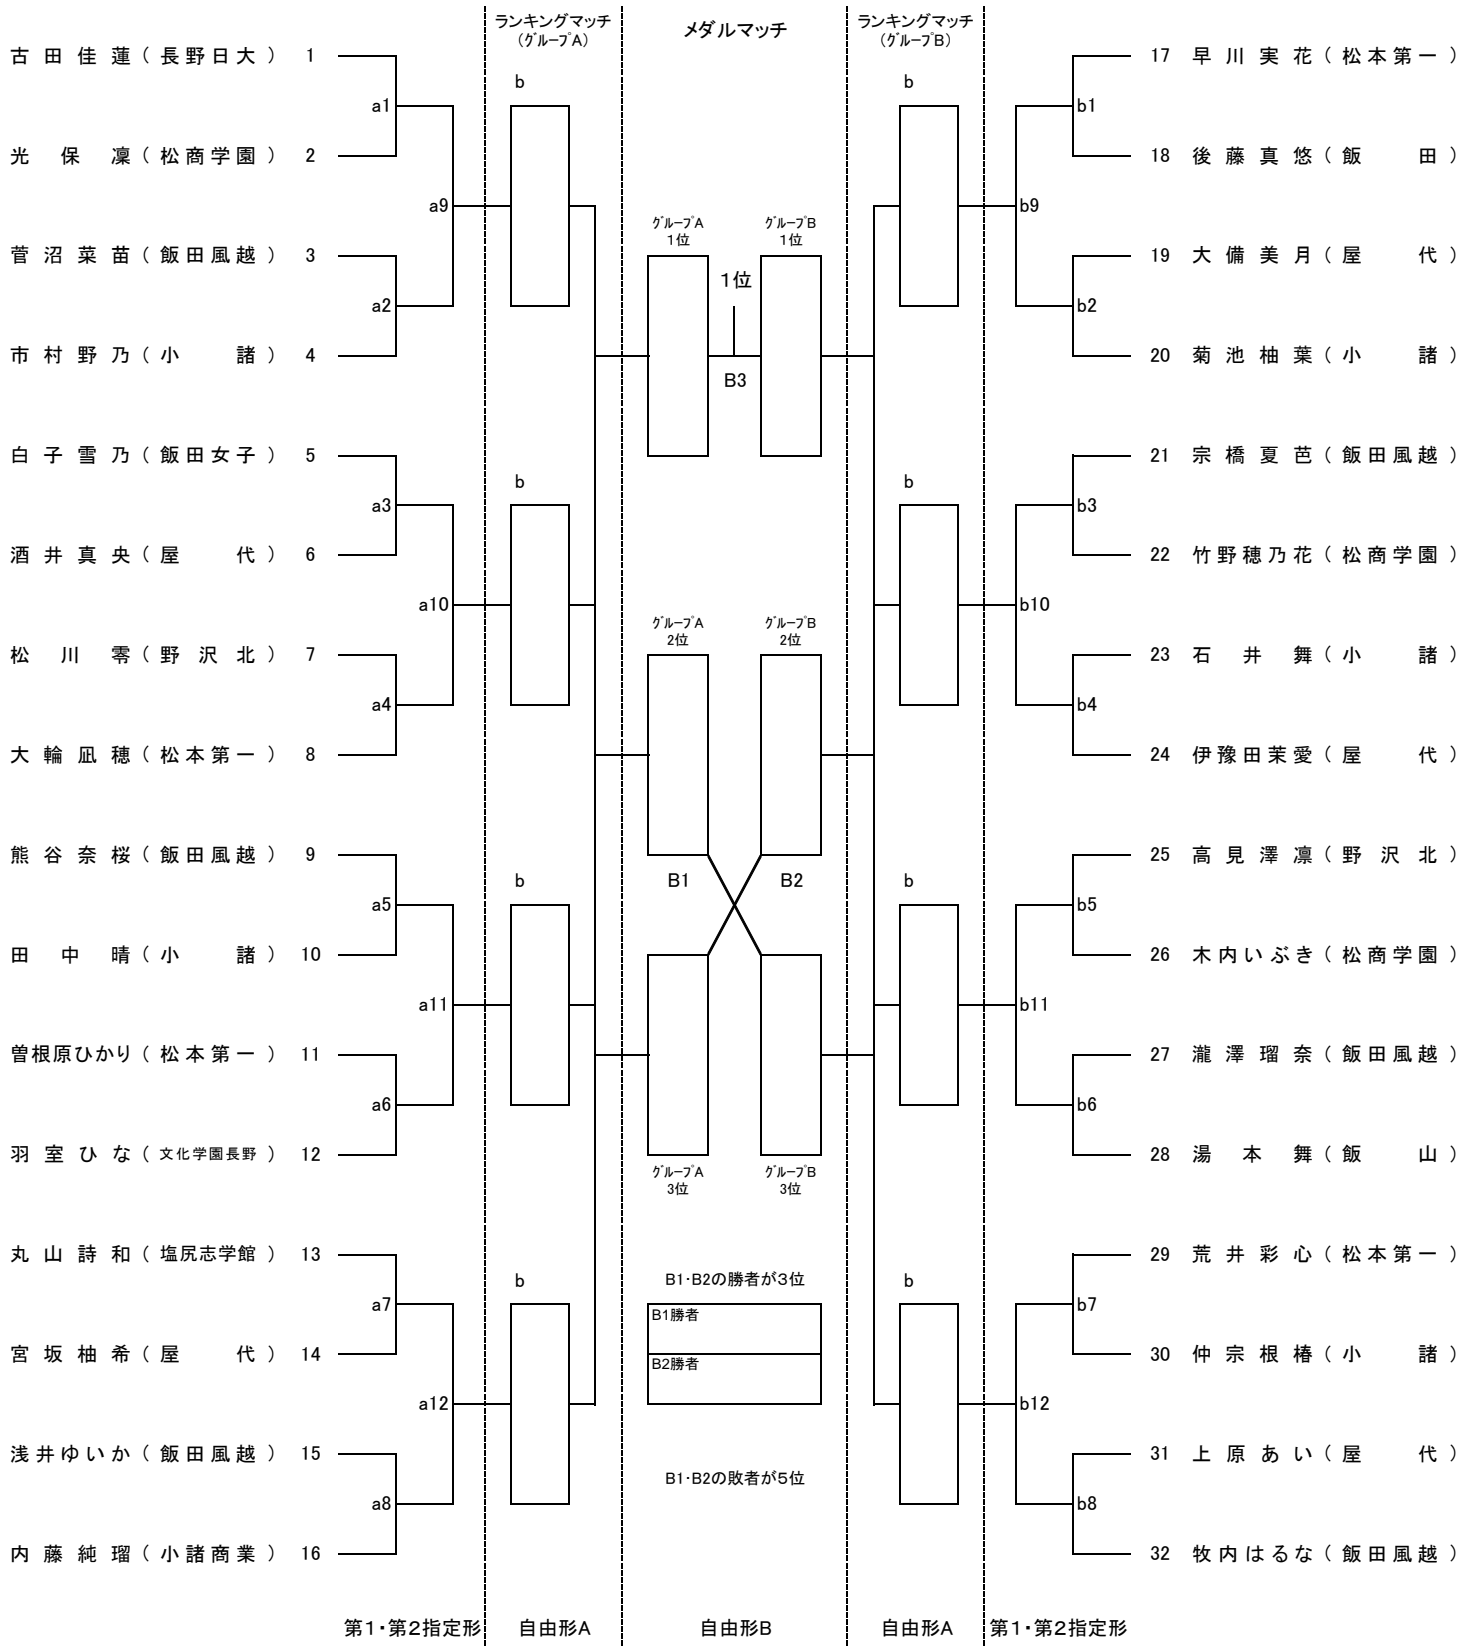 ランキングマッチ
(グループA)
メダルマッチ
ランキングマッチ
(グループB)
古田佳蓮(長野日大) 1
17 早川実花(松本第一)
b
b
a1
b1
光保凜(松商学園) 2
18 後藤真悠(飯田)
a9
b9
グループA
1位
グループB
1位
菅沼菜苗(飯田風越) 3
19 大備美月(屋代)
1位
a2
b2
市村野乃(小諸) 4
20 菊池柚葉(小諸)
B3
白子雪乃(飯田女子) 5
21 宗橋夏芭(飯田風越)
b
b
a3
b3
酒井真央(屋代) 6
22 竹野穂乃花(松商学園)
a10
b10
グループA
2位
グループB
2位
松川零(野沢北) 7
23 石井舞(小諸)
a4
b4
大輪凪穂(松本第一) 8
24 伊豫田茉愛(屋代)
熊谷奈桜(飯田風越) 9
25 高見澤凛(野沢北)
b
B1
B2
b
a5
b5
田中晴(小諸) 10
26 木内いぶき(松商学園)
a11
b11
曽根原ひかり(松本第一) 11
27 瀧澤瑠奈(飯田風越)
a6
b6
羽室ひな(文化学園長野) 12
28 湯本舞(飯山)
グループA
3位
グループB
3位
丸山詩和(塩尻志学館) 13
29 荒井彩心(松本第一)
b
B1・B2の勝者が3位
b
a7
B1勝者
b7
宮坂柚希(屋代) 14
B2勝者
30 仲宗根椿(小諸)
a12
b12
浅井ゆいか(飯田風越) 15
31 上原あい(屋代)
B1・B2の敗者が5位
a8
b8
内藤純瑠(小諸商業) 16
32 牧内はるな(飯田風越)
第1・第2指定形 自由形A 自由形B 自由形A 第1・第2指定形